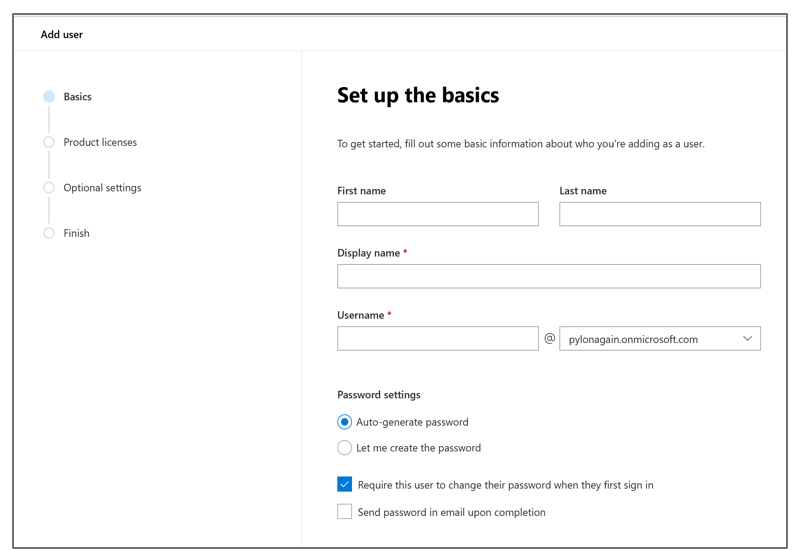 Add user
Basics
Product licenses
Optional settings
Finish
Set up the basics
To get started, fill out some basic information about who you're adding as a user.
First name Last name
Display name *
Username *
@ pylonagain.onmicrosoft.com
Password settings
Auto-generate password
Let me create the password
Require this user to change their password when they first sign in
Send password in email upon completion